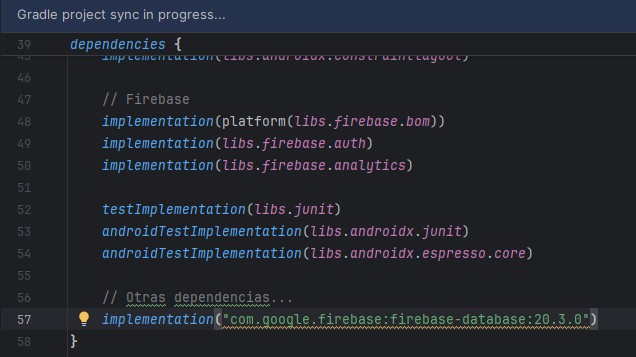 Gradle project sync in progress...
39 dependencies {
45 implementation(libs.androidx.constraintlayout)
46
47 // Firebase
48 implementation(platform(libs.firebase.bom))
49 implementation(libs.firebase.auth)
50 implementation(libs.firebase.analytics)
51
52 testImplementation(libs.junit)
53 androidTestImplementation(libs.androidx.junit)
54 androidTestImplementation(libs.androidx.espresso.core)
55
56 // Otras dependencias...
57 implementation("com.google.firebase:firebase-database:20.3.0")
58 }